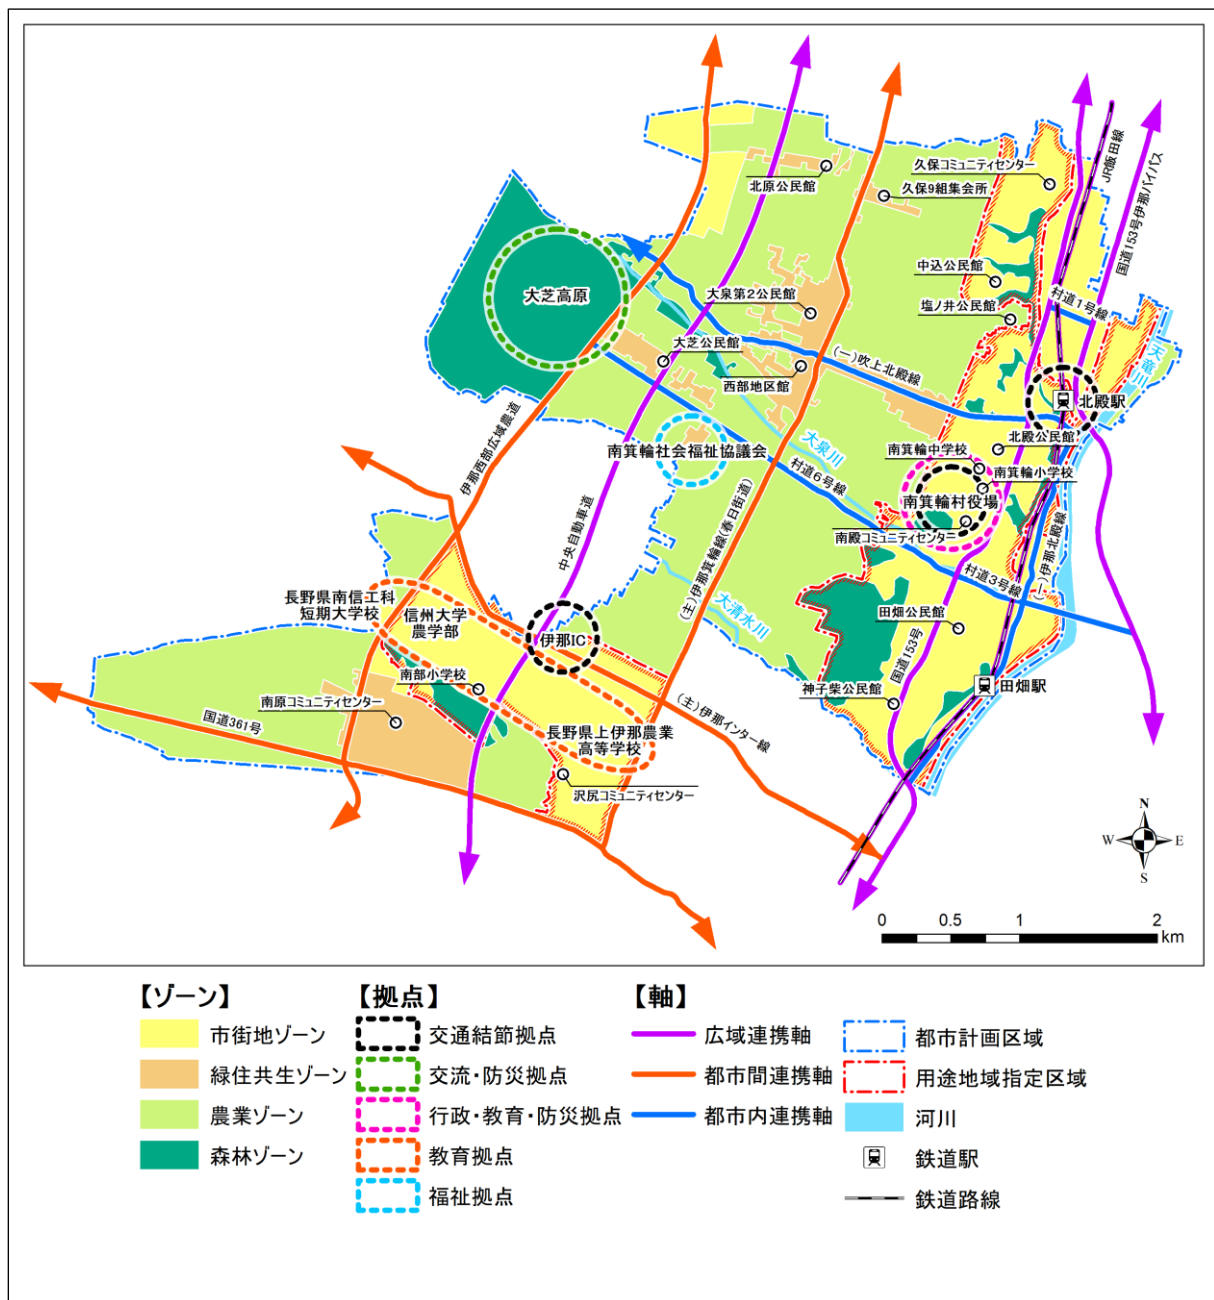 久保コミュニティセンター
JR飯田線
国道153号伊那バイパス
北原公民館
久保9組集会所
中込公民館
大芝高原
大泉第2公民館
塩ノ井公民館
村道1号線
天竜川
大芝公民館
(一)吹上北殿線
西部地区館
北殿駅
北殿公民館
南箕輪社会福祉協議会
大泉川
南箕輪中学校
南箕輪小学校
伊那西部広域農道
村道6号線
南箕輪村役場
南殿コミュニティセンター
(一)伊那北殿線
中央自動車道
(主)伊那箕輪線(春日街道)
村道3号線
長野県南信工科
短期大学校
信州大学
農学部
大清水川
田畑公館
伊那IC
国道153号
南部小学校
神子柴公民館
田畑駅
南原コミュニティセンター
国道361号
(主)伊那インター線
長野県上伊那農業
高等学校
沢尻コミュニティセンター
N
W
E
S
0 0.5 1 2
km
【ゾーン】
市街地ゾーン
緑住共生ゾーン
農業ゾーン
森林ゾーン
【拠点】
交通結節拠点
交流・防災拠点
行政・教育・防災拠点
教育拠点
福祉拠点
【軸】
広域連携軸
都市間連携軸
都市内連携軸
都市計画区域
用途地域指定区域
河川
鉄道駅
鉄道路線